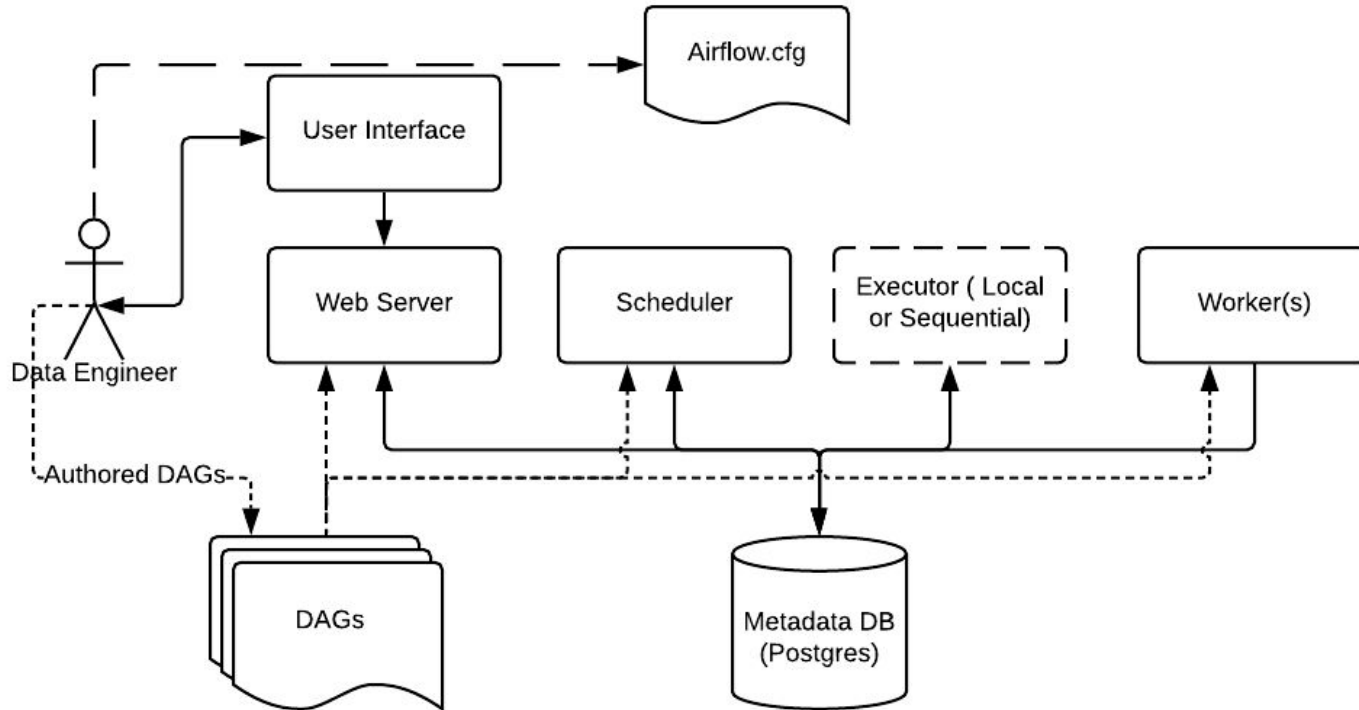 Airflow.cfg
User Interface
Web Server
Scheduler
Executor ( Local
or Sequential)
Worker(s)
Data Engineer
Authored DAGs
DAGs
Metadata DB
(Postgres)